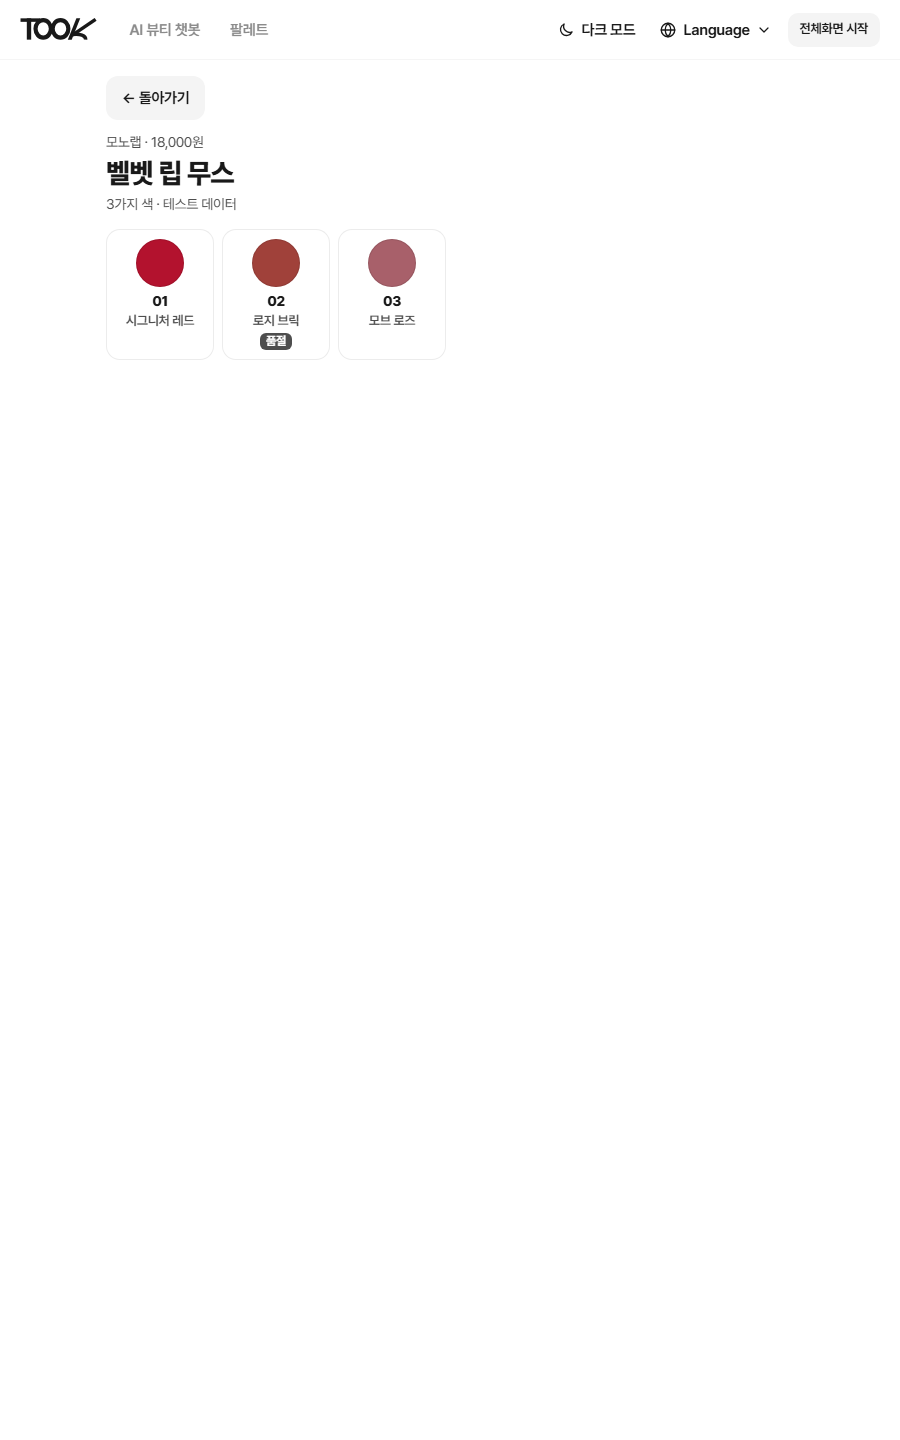 TOOK
AI 뷰티 챗봇
팔레트
다크 모드
Language
전체화면 시작
← 돌아가기
모노랩 · 18,000원
벨벳 립 무스
3가지 색 · 테스트 데이터
01
시그니처 레드
02
로지 브릭
품절
03
모브 로즈